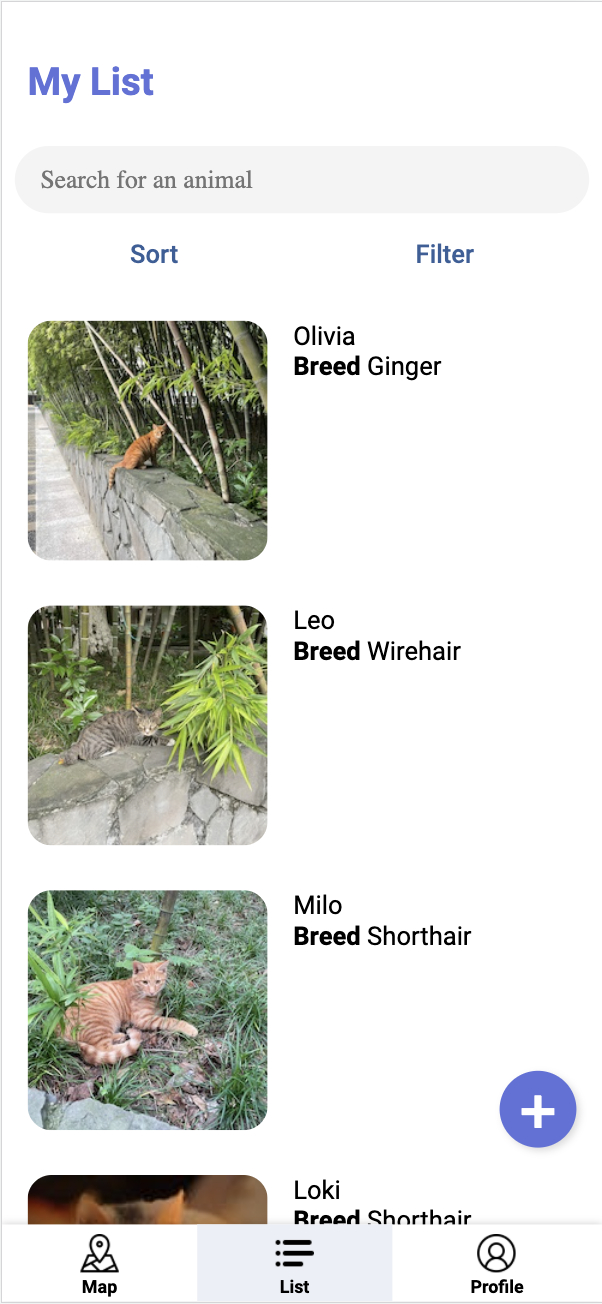 My List
Search for an animal
Sort
Filter
Olivia
Breed Ginger
Leo
Breed Wirehair
Milo
Breed Shorthair
Loki
Breed Shorthair
Map
List
Profile